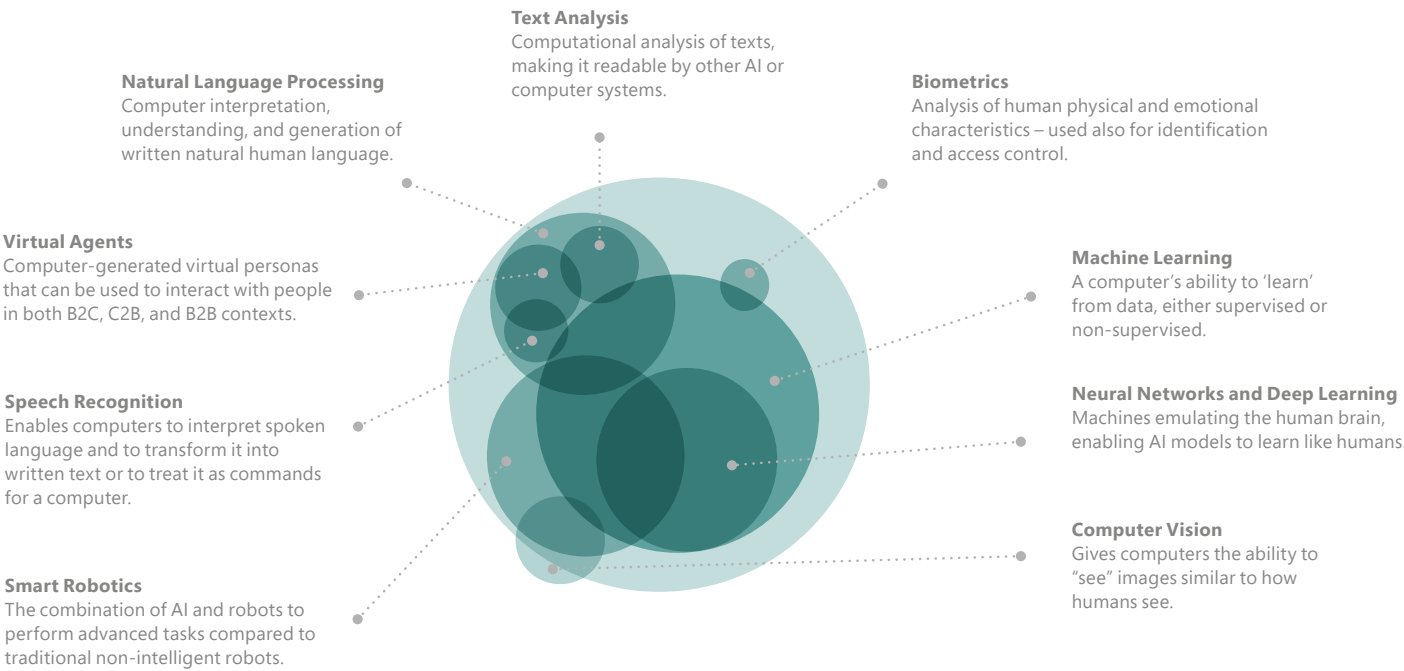 Text Analysis
Computational analysis of texts,
making it readable by other AI or
computer systems.
Natural Language Processing
Computer interpretation,
understanding, and generation of
written natural human language.
Biometrics
Analysis of human physical and emotional
characteristics – used also for identification
and access control.
Virtual Agents
Computer-generated virtual personas
that can be used to interact with people
in both B2C, C2B, and B2B contexts.
Machine Learning
A computer’s ability to ‘learn’
from data, either supervised or
non-supervised.
Speech Recognition
Enables computers to interpret spoken
language and to transform it into
written text or to treat it as commands
for a computer.
Neural Networks and Deep Learning
Machines emulating the human brain,
enabling AI models to learn like humans
Computer Vision
Gives computers the ability to
“see” images similar to how
humans see.
Smart Robotics
The combination of AI and robots to
perform advanced tasks compared to
traditional non-intelligent robots.